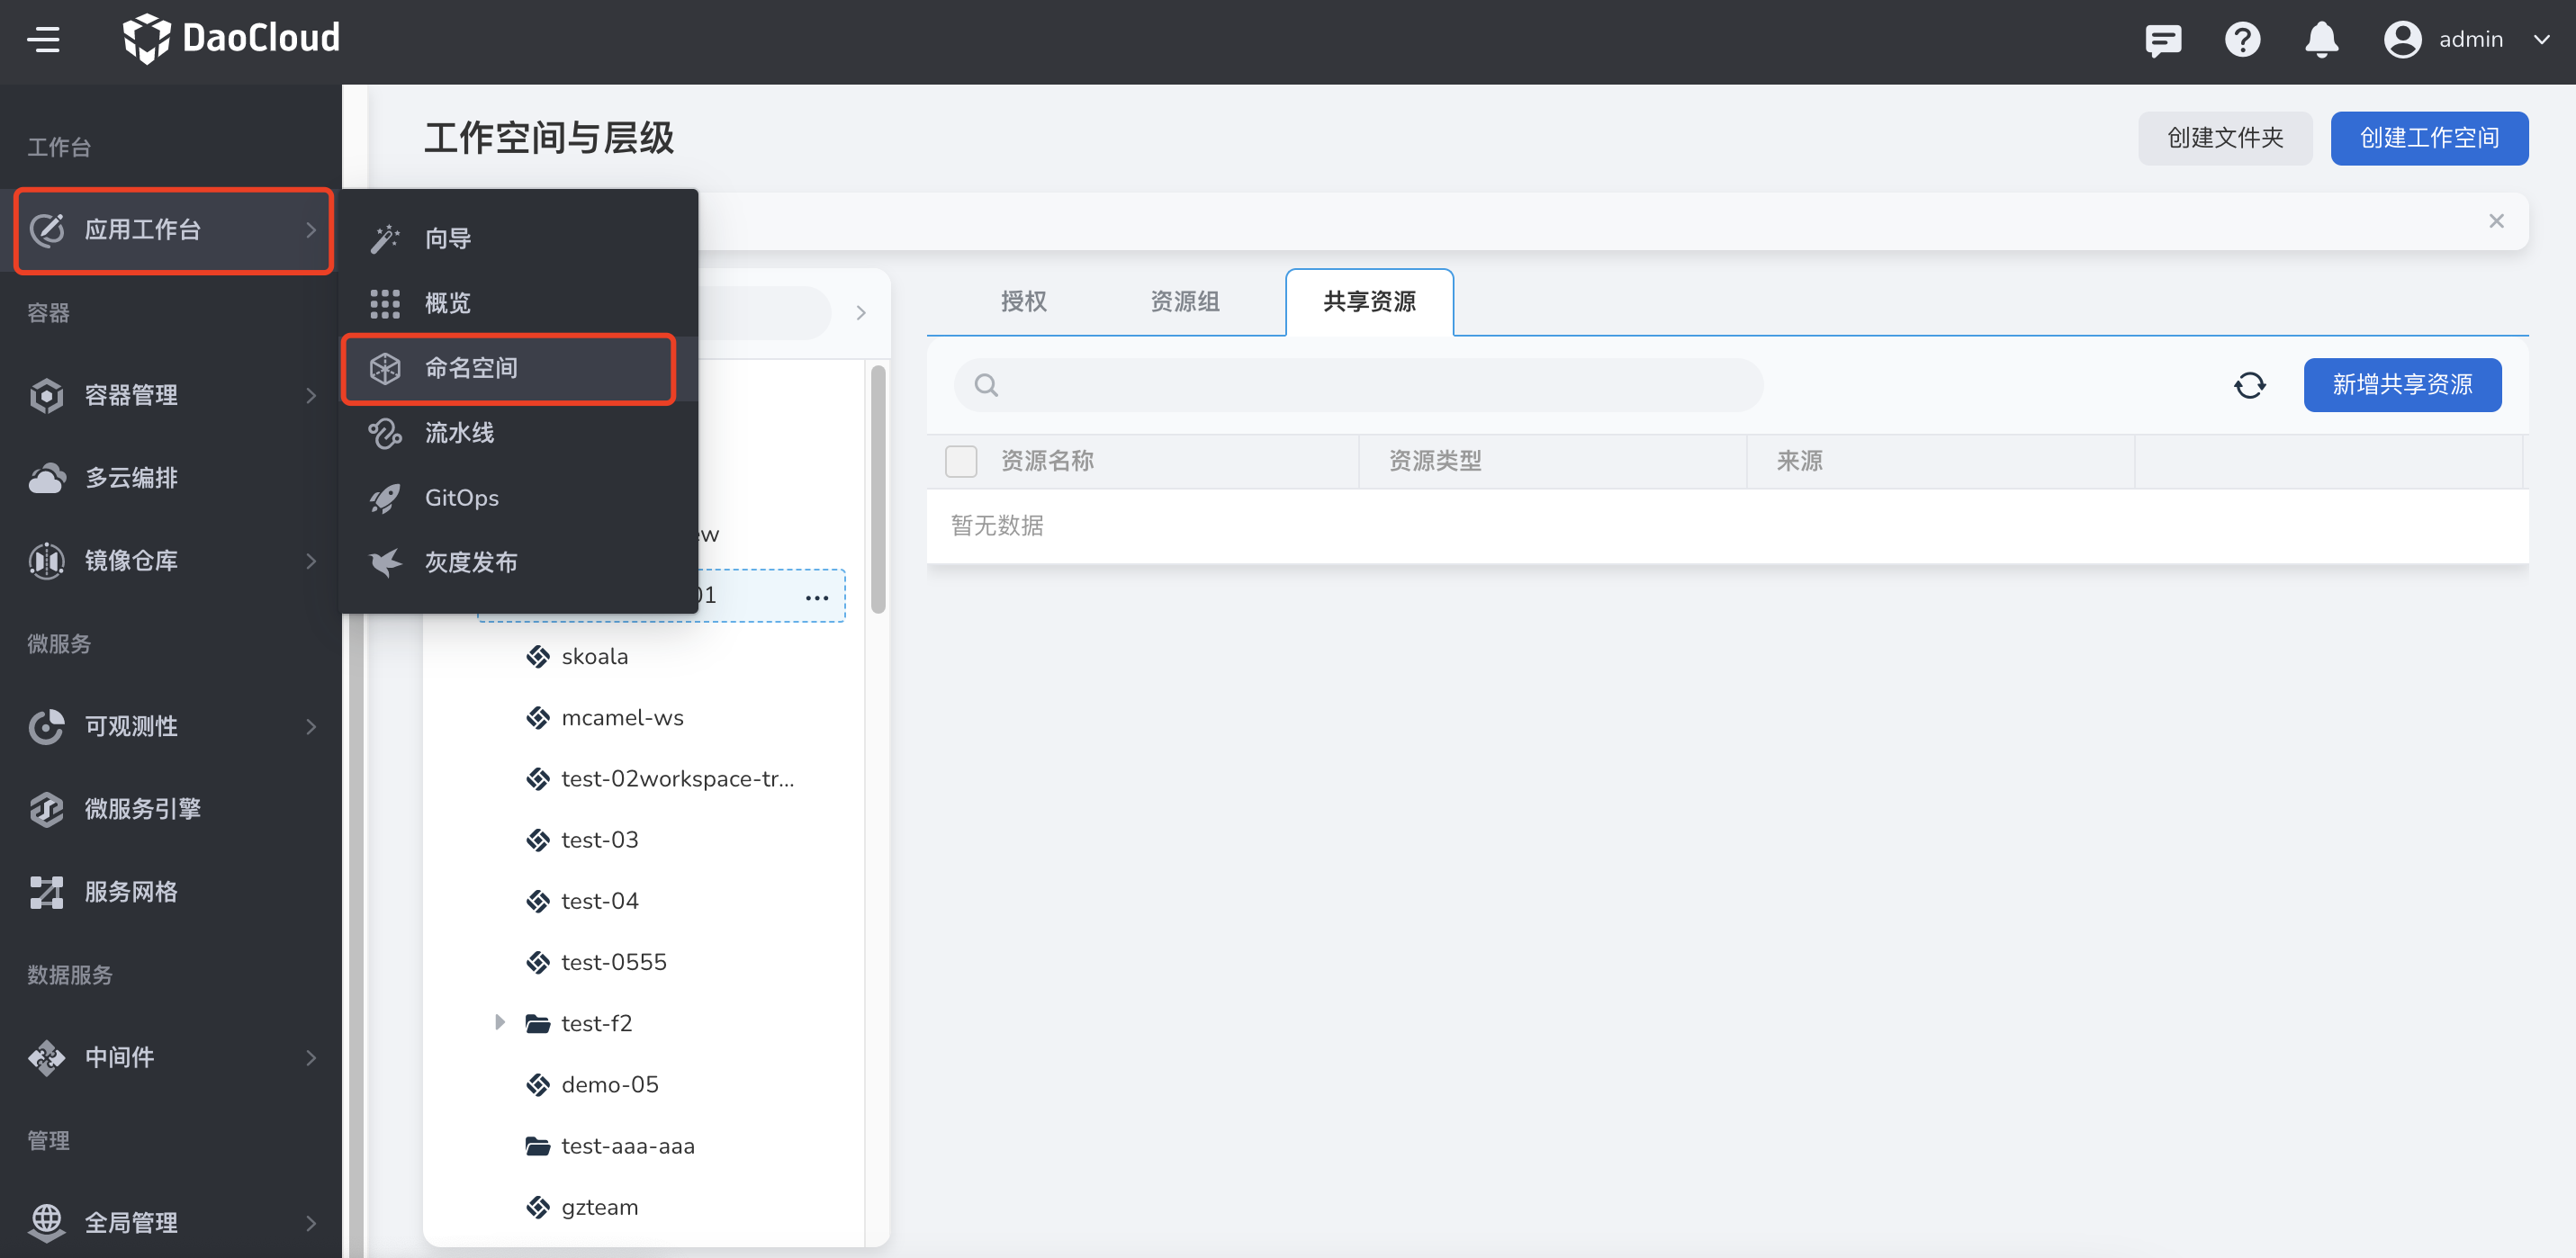 DaoCloud
admin
工作台
应用工作台
容器
容器管理
多云编排
镜像仓库
微服务
可观测性
微服务引擎
服务网格
数据服务
中间件
管理
全局管理
向导
概览
命名空间
流水线
GitOps
灰度发布
工作空间与层级
创建文件夹
创建工作空间
01
skoala
mcamel-ws
test-02workspace-tr...
test-03
test-04
test-0555
test-f2
demo-05
test-aaa-aaa
gzteam
授权
资源组
共享资源
新增共享资源
资源名称
资源类型
来源
暂无数据